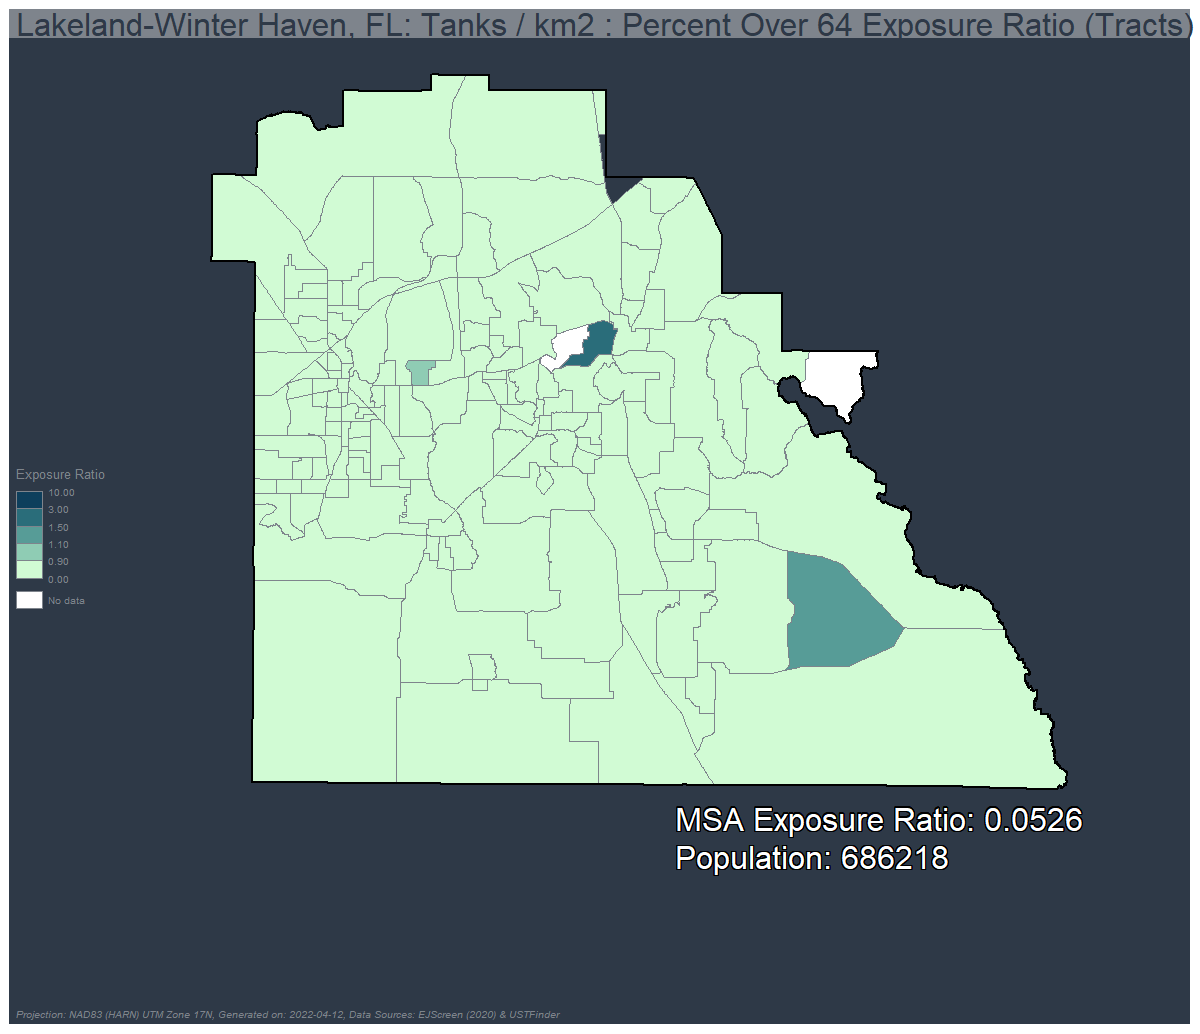 Lakeland-Winter Haven, FL: Tanks / km2 : Percent Over 64 Exposure Ratio (Tracts)
Exposure Ratio
10.00
3.00
1.50
1.10
0.90
0.00
No data
MSA Exposure Ratio: 0.0526
Population: 686218
Projection: NAD83 (HARN) UTM Zone 17N, Generated on: 2022-04-12, Data Sources: EJScreen (2020) & USTFinder